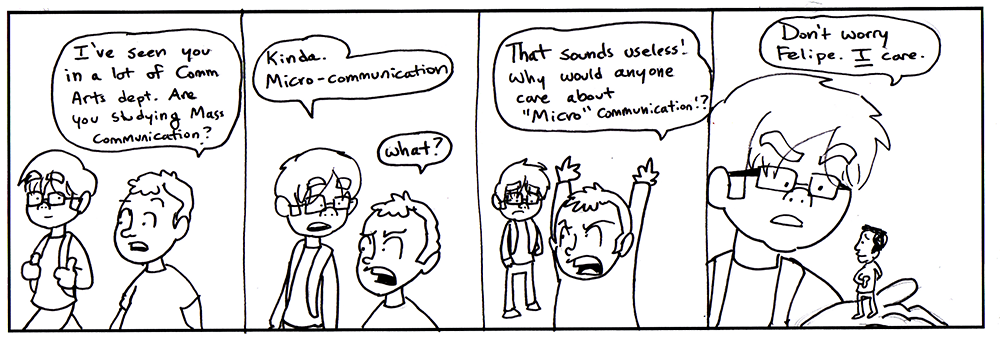 I've seen you
in a lot of Comm
Arts dept. Are
you studying Mass
Communication?
Kinda.
Micro-communication
what?
That sounds useless!
Why would anyone
care about
"Micro" Communication!?
Don't worry
Felipe. I care.